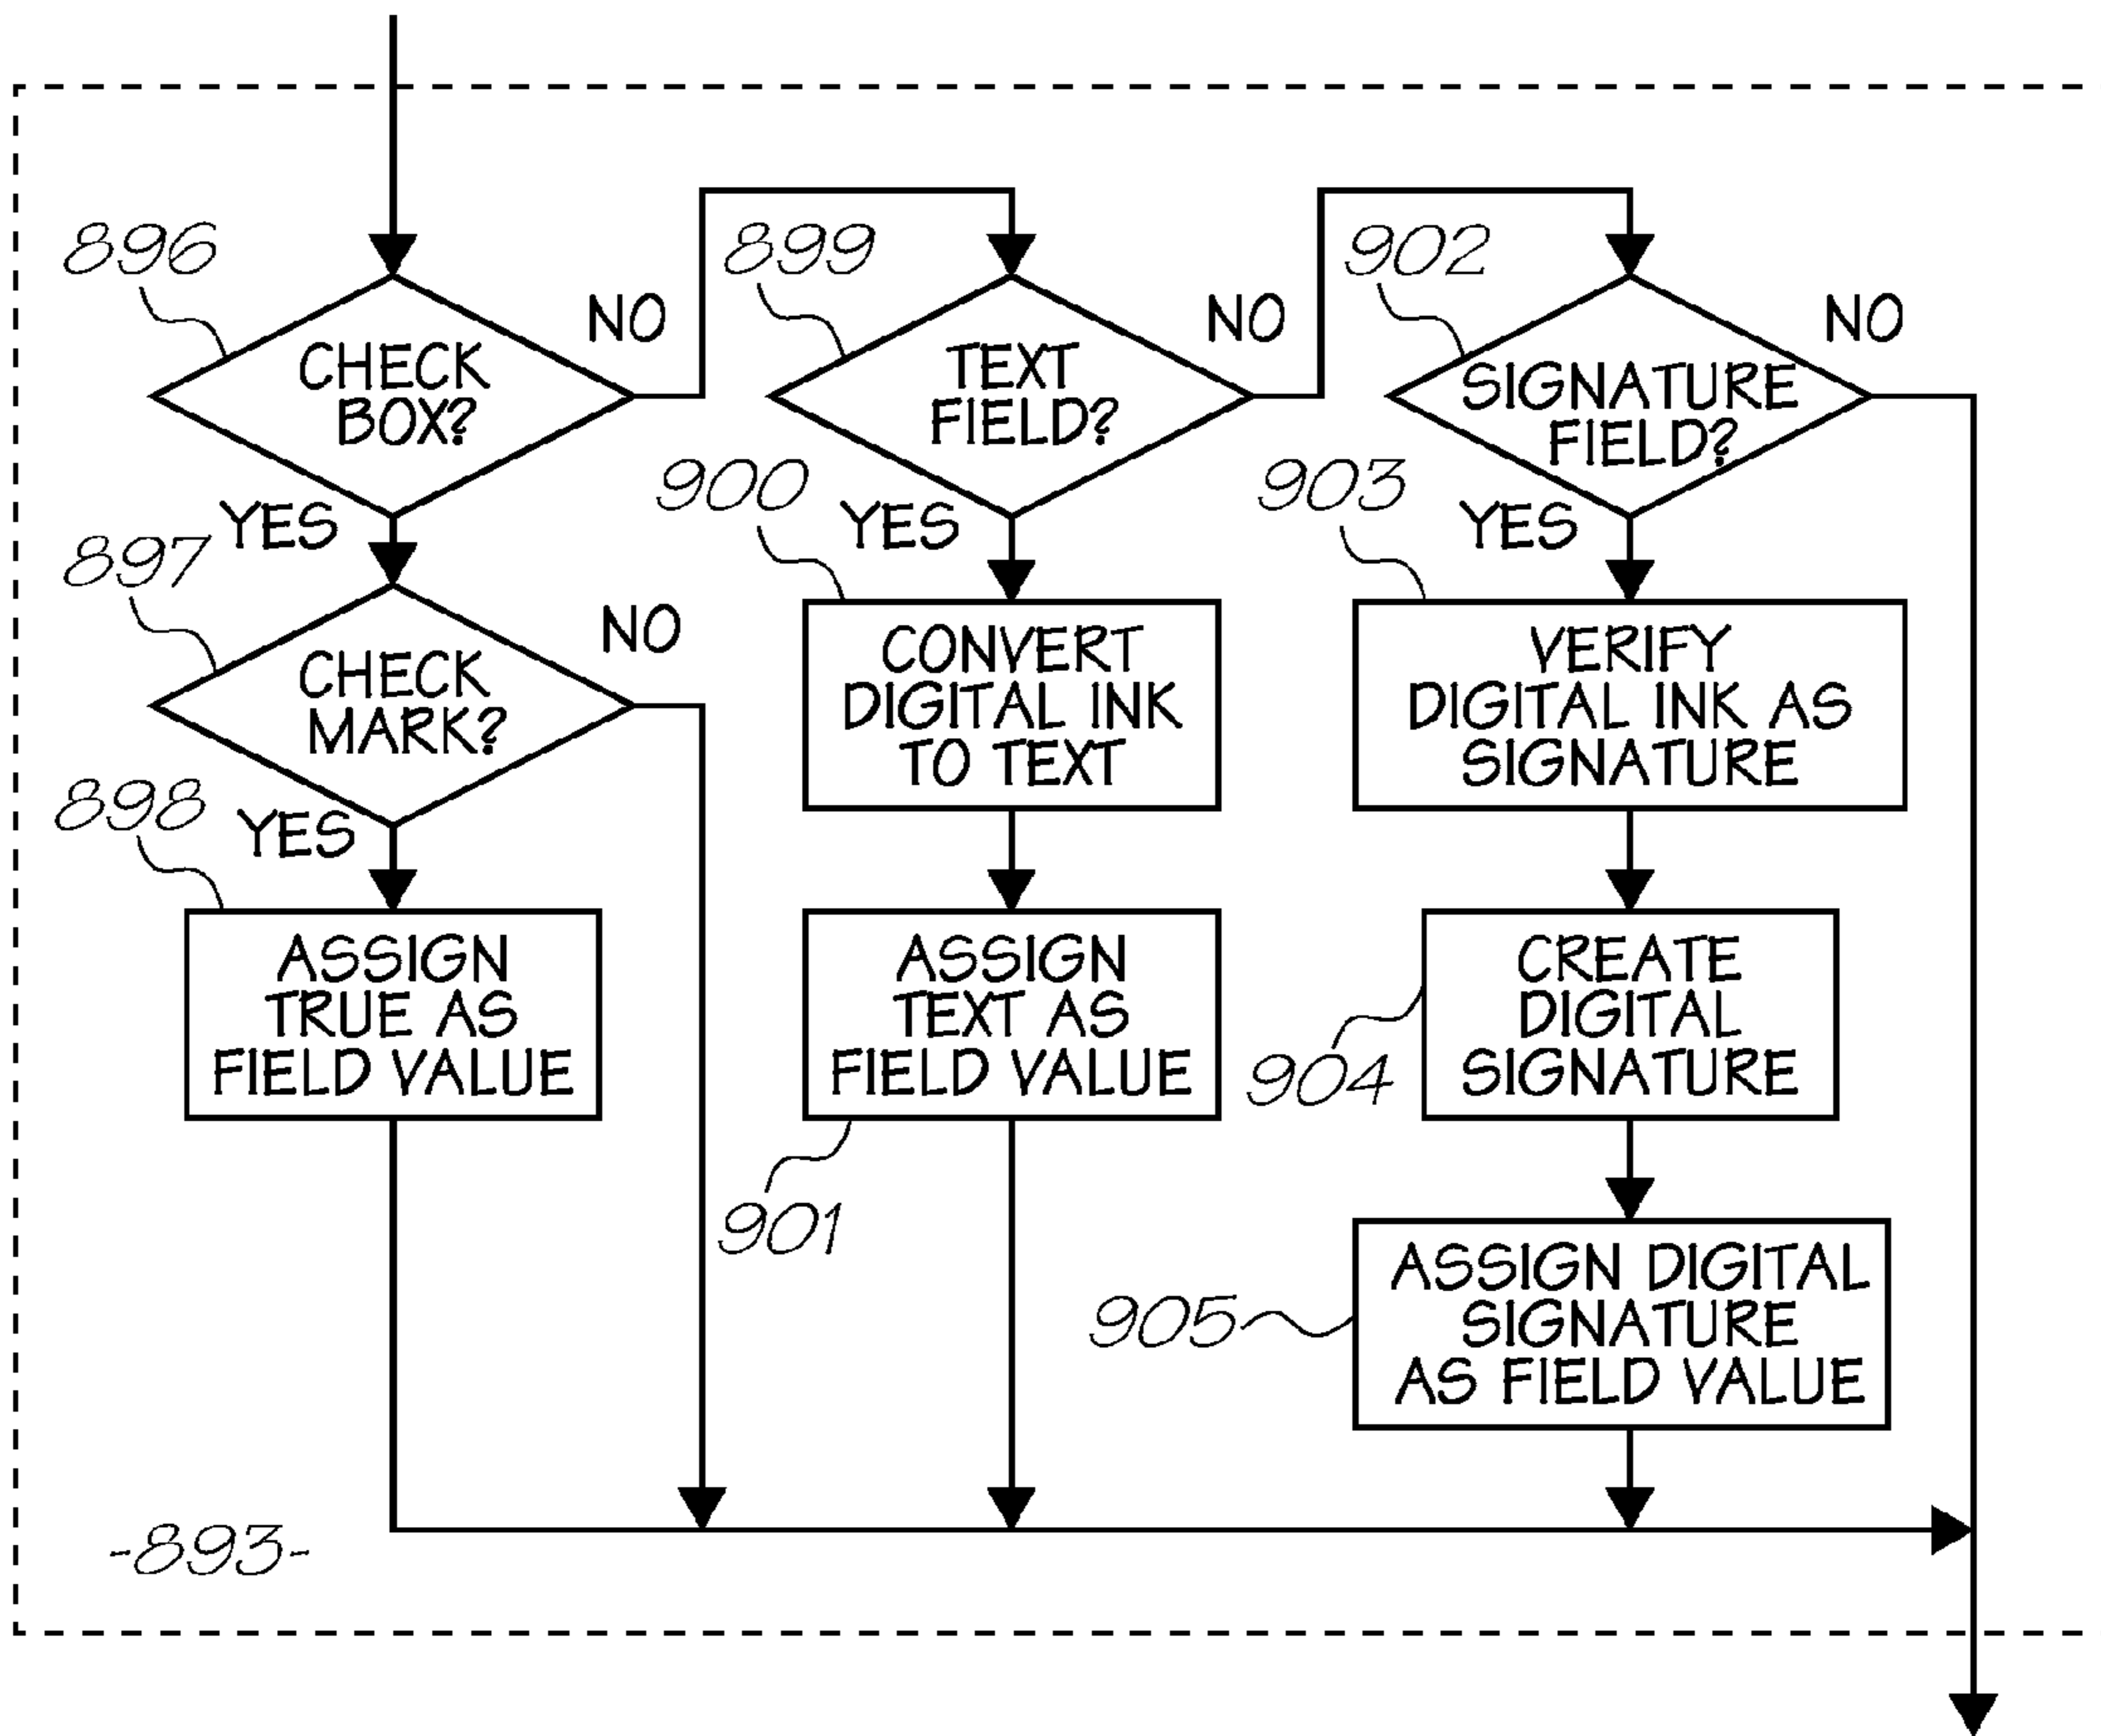 896
CHECK
BOX?
NO
YES
897
CHECK
MARK?
NO
YES
898
ASSIGN
TRUE AS
FIELD VALUE
899
TEXT
FIELD?
NO
YES
900
CONVERT
DIGITAL INK
TO TEXT
ASSIGN
TEXT AS
FIELD VALUE
901
902
SIGNATURE
FIELD?
NO
YES
903
VERIFY
DIGITAL INK AS
SIGNATURE
CREATE
DIGITAL
SIGNATURE
904
ASSIGN DIGITAL
SIGNATURE
AS FIELD VALUE
905
-893-